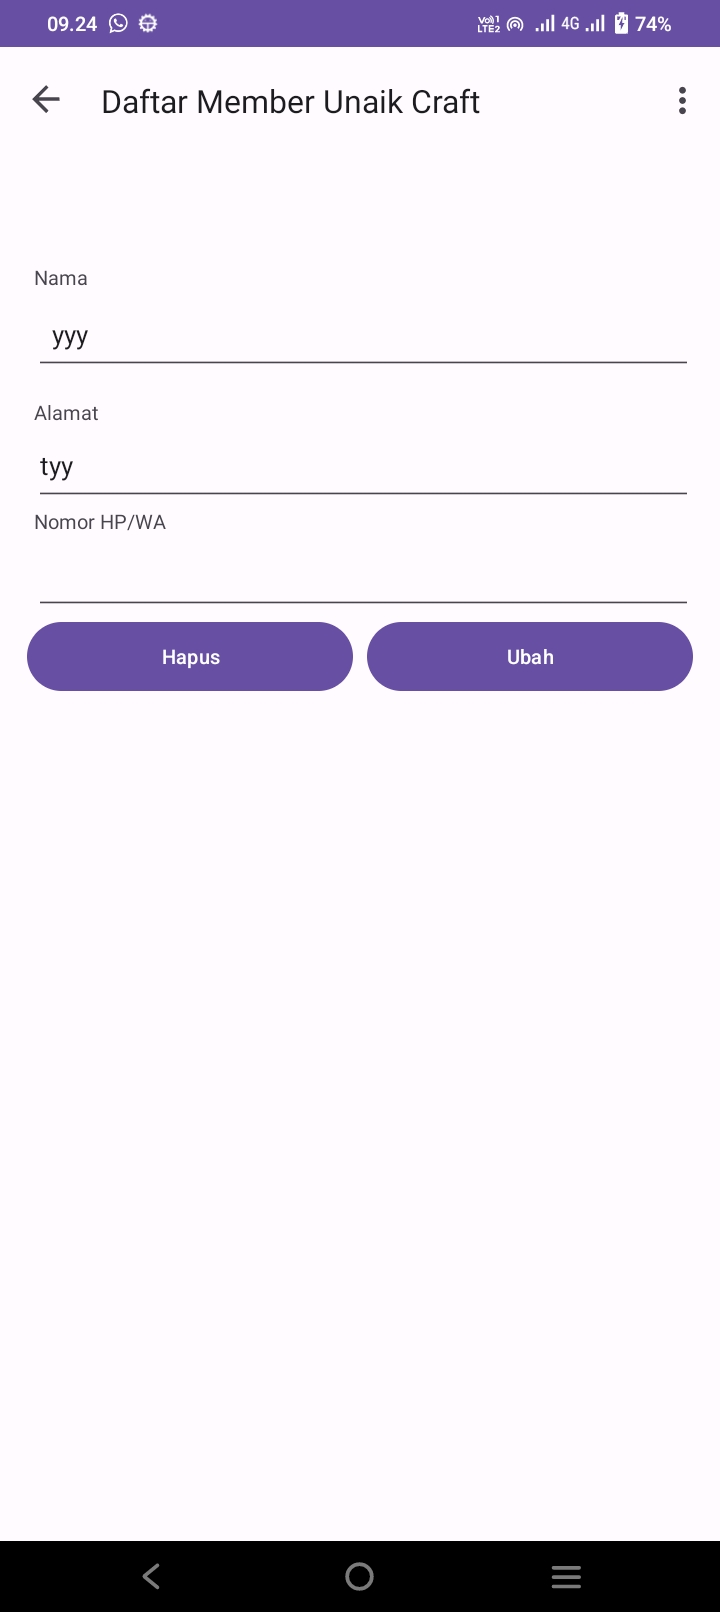 09.24 Vo))1 LTE2 4G 74%
Daftar Member Unaik Craft
Nama
yyy
Alamat
tyy
Nomor HP/WA
Hapus Ubah